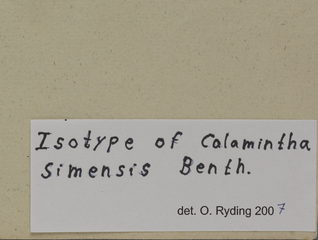 Isotype of Calamintha
Simensis Benth.
det. O. Ryding 2007